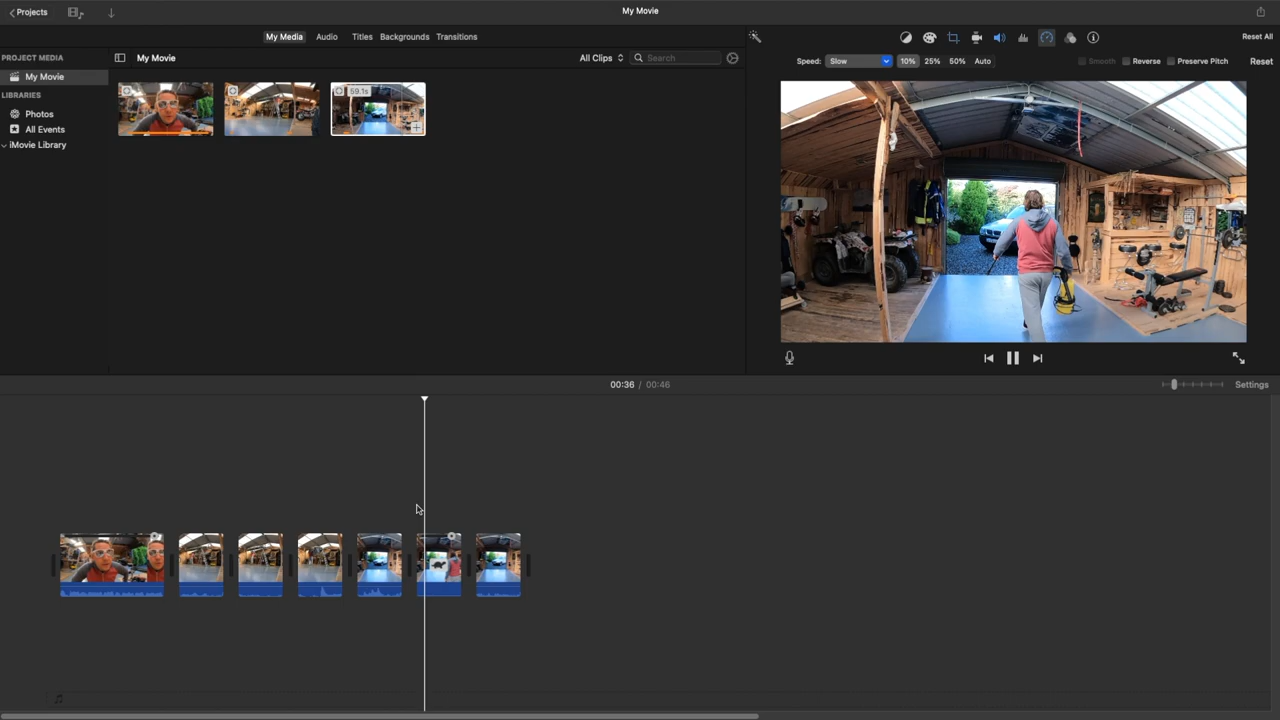 Projects
My Movie
My Media Audio Titles Backgrounds Transitions
PROJECT MEDIA
My Movie
LIBRARIES
Photos
All Events
iMovie Library
My Movie
All Clips
Search
59.1s
Reset All
Speed: Slow 10% 25% 50% Auto Smooth Reverse Preserve Pitch Reset
00:36 / 00:46
Settings